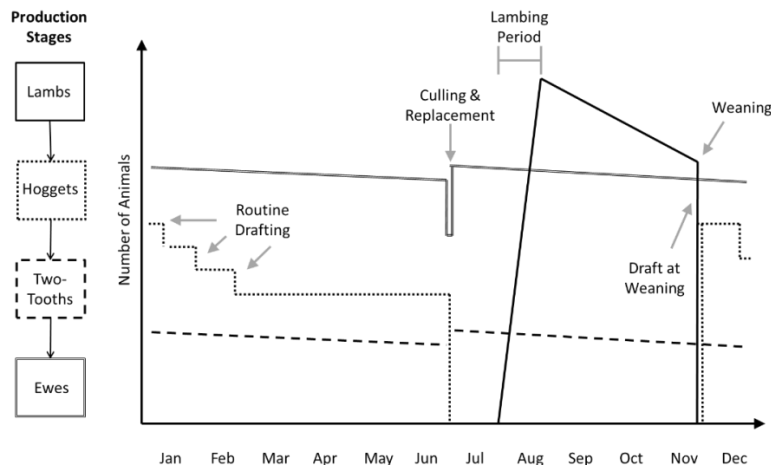 Production
Stages
Lambs
Hoggets
Two-
Tooths
Ewes
Number of Animals
Lambing
Period
Culling &
Replacement
Weaning
Routine
Drafting
Draft at
Weaning
Jan Feb Mar Apr May Jun Jul Aug Sep Oct Nov Dec